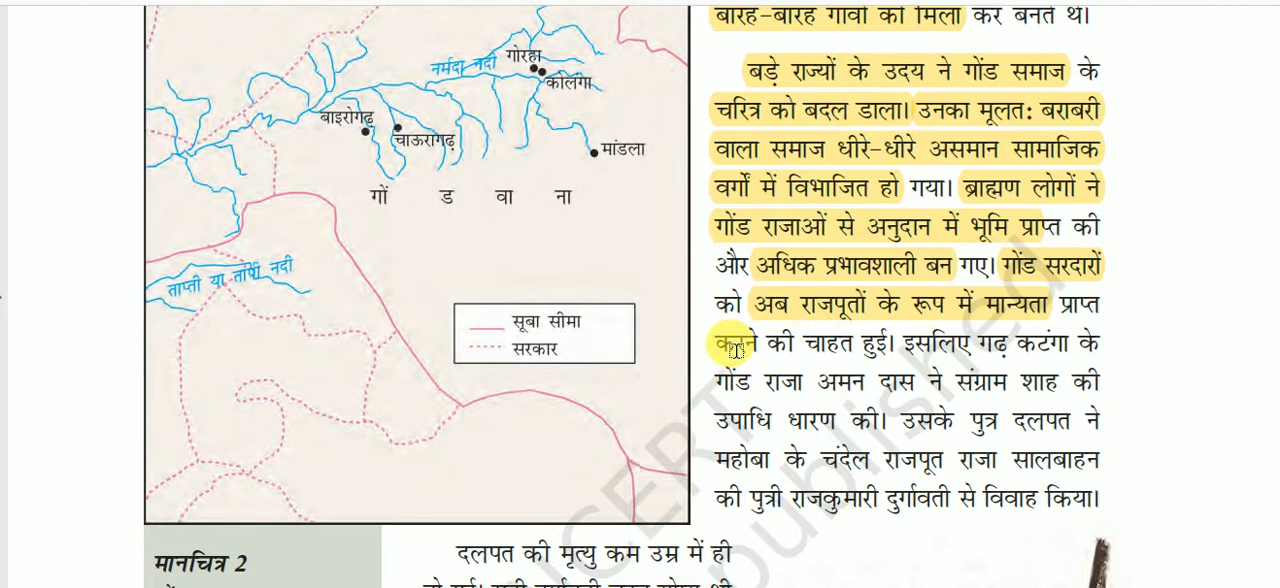 बारह-बारह गाँवों को मिला कर बनते थे।
बड़े राज्यों के उदय ने गोंड समाज के
चरित्र को बदल डाला। उनका मूलत: बराबरी
वाला समाज धीरे-धीरे असमान सामाजिक
वर्गों में विभाजित हो गया। ब्राह्मण लोगों ने
गोंड राजाओं से अनुदान में भूमि प्राप्त की
और अधिक प्रभावशाली बन गए। गोंड सरदारों
को अब राजपूतों के रूप में मान्यता प्राप्त
करने की चाहत हुई। इसलिए गढ़ कटंगा के
गोंड राजा अमन दास ने संग्राम शाह की
उपाधि धारण की। उसके पुत्र दलपत ने
महोबा के चंदेल राजपूत राजा सालबाहन
की पुत्री राजकुमारी दुर्गावती से विवाह किया।
नर्मदा नदी
गोरहा
कोलंगा
बाइरोगढ़
चाऊरागढ़
मांडला
गों ड वा ना
ताप्ती या तापी नदी
सूबा सीमा
सरकार
मानचित्र 2
दलपत की मृत्यु कम उम्र में ही
NCERT
published